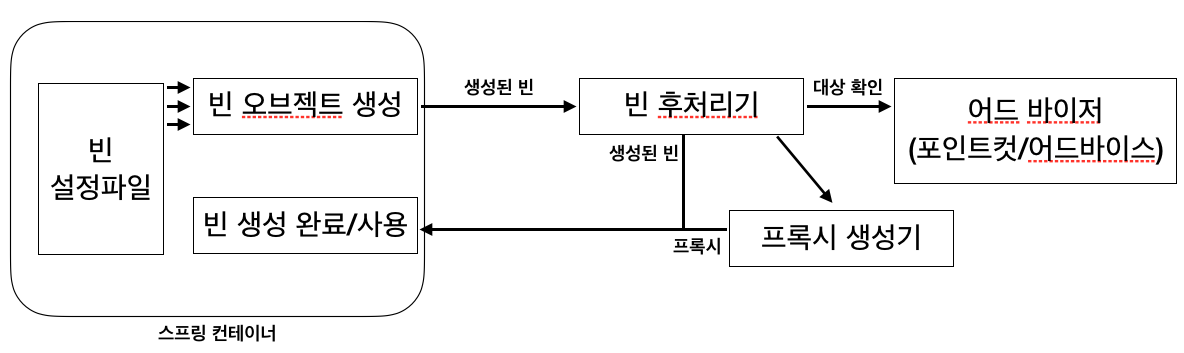 빈
설정파일
빈 오브젝트 생성
생성된 빈
빈 후처리기
대상 확인
어드 바이저
(포인트컷/어드바이스)
생성된 빈
빈 생성 완료/사용
프록시
프록시 생성기
스프링 컨테이너